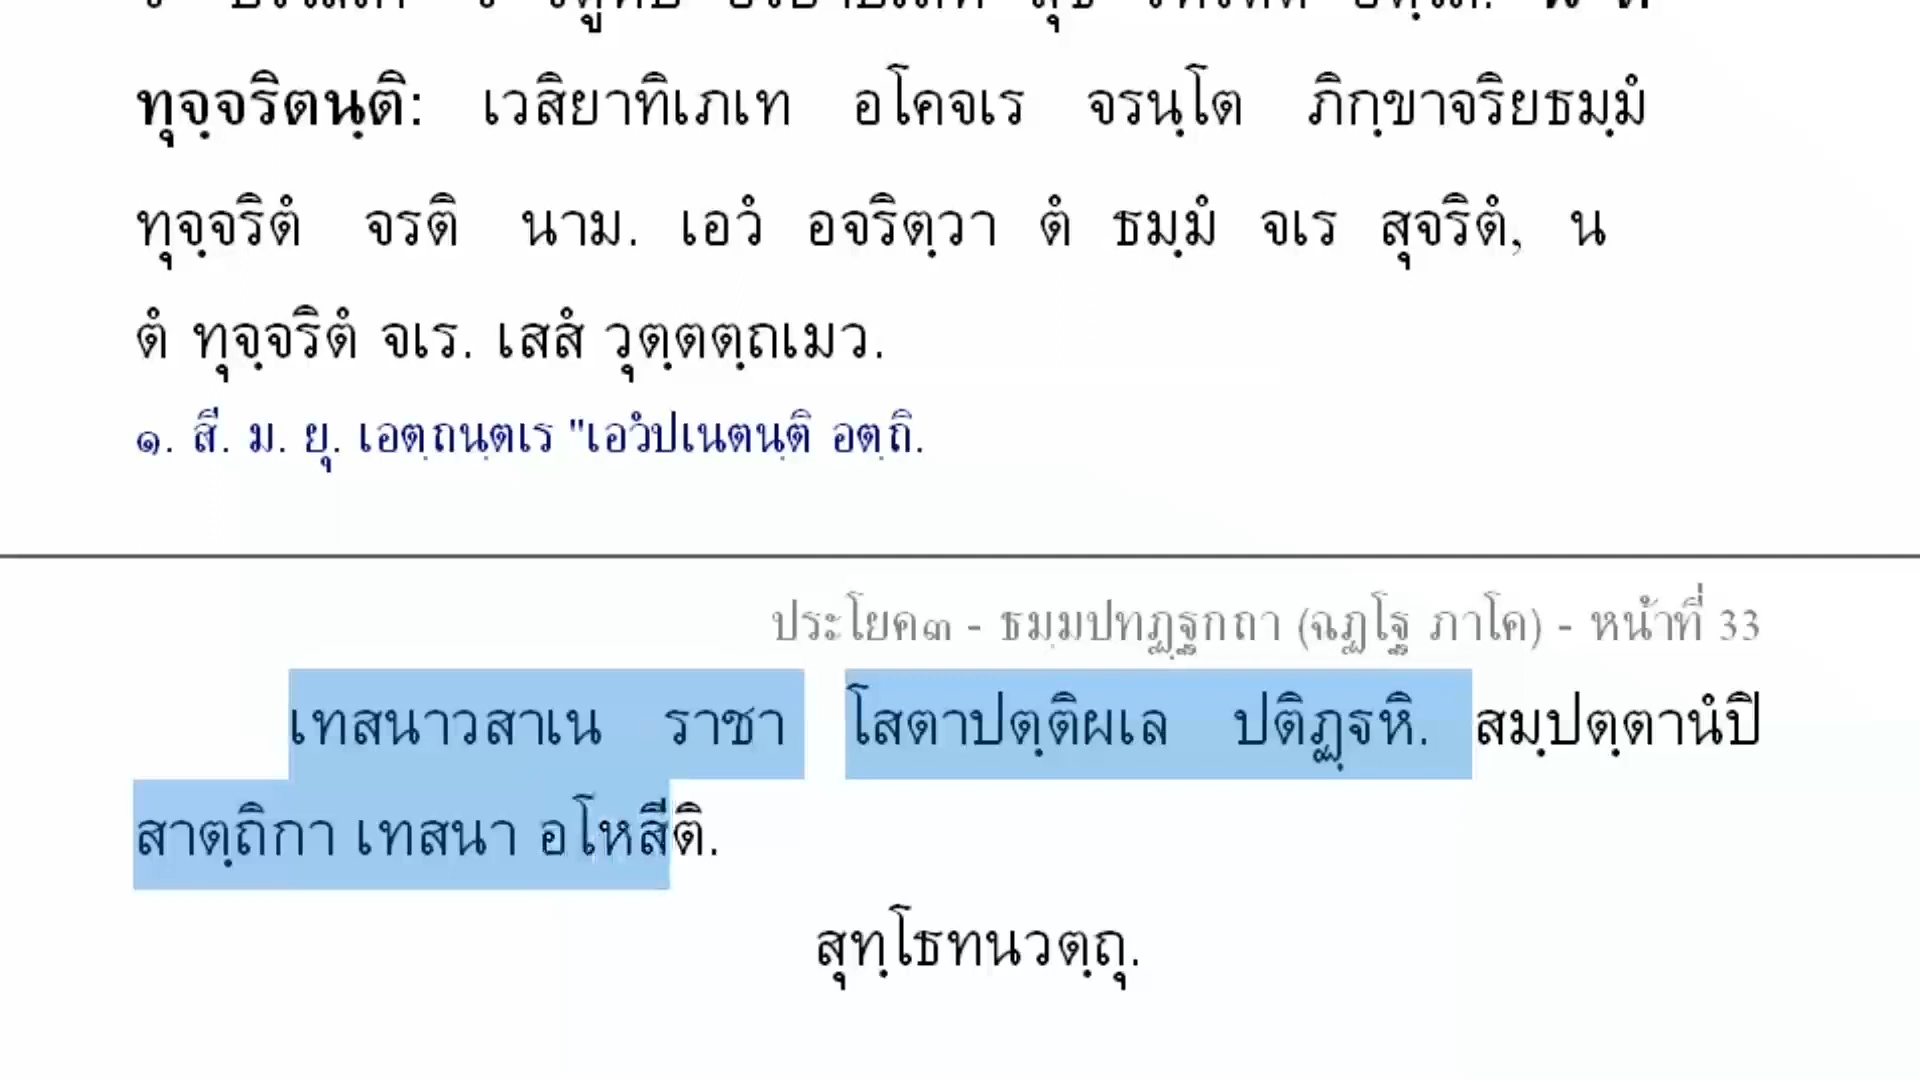 ทุจฺจริตนฺติ: เวสิยาทิเภเท อโคจเร จรนฺโต ภิกฺขาจริยธมฺมํ
ทุจฺจริตํ จรติ นาม. เอวํ อจริตฺวา ตํ ธมฺมํ จเร สุจริตํ, น
ตํ ทุจฺจริตํ จเร. เสสํ วุตฺตตฺถเมว.
๑. สี. ม. ยุ. เอตฺถนฺตเร "เอวํปเนตนฺติ อตฺถิ.
ประโยค๓ - ธมฺมปทฏฺฐกถา (ฉฏฺโฐ ภาโค) - หน้าที่ 33
เทสนาวสาเน ราชา โสตาปตฺติผเล ปติฏฺฐหิ. สมฺปตฺตานํปิ
สาตฺถิกา เทสนา อโหสีติ.
สุทฺโธทนวตฺถุ.